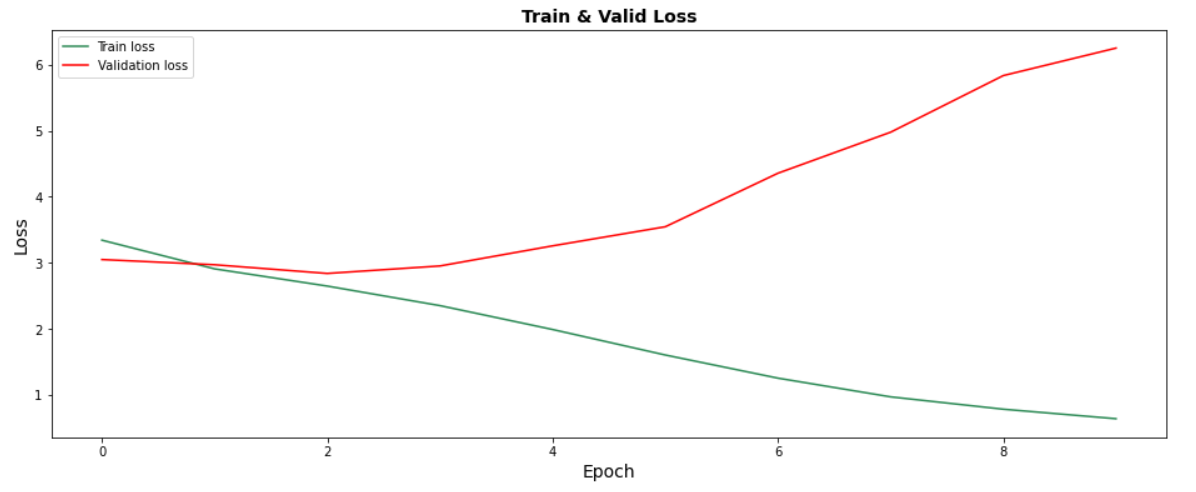 Train & Valid Loss
Train loss
Validation loss
6
5
4
3
2
1
Loss
0 2 4 6 8
Epoch